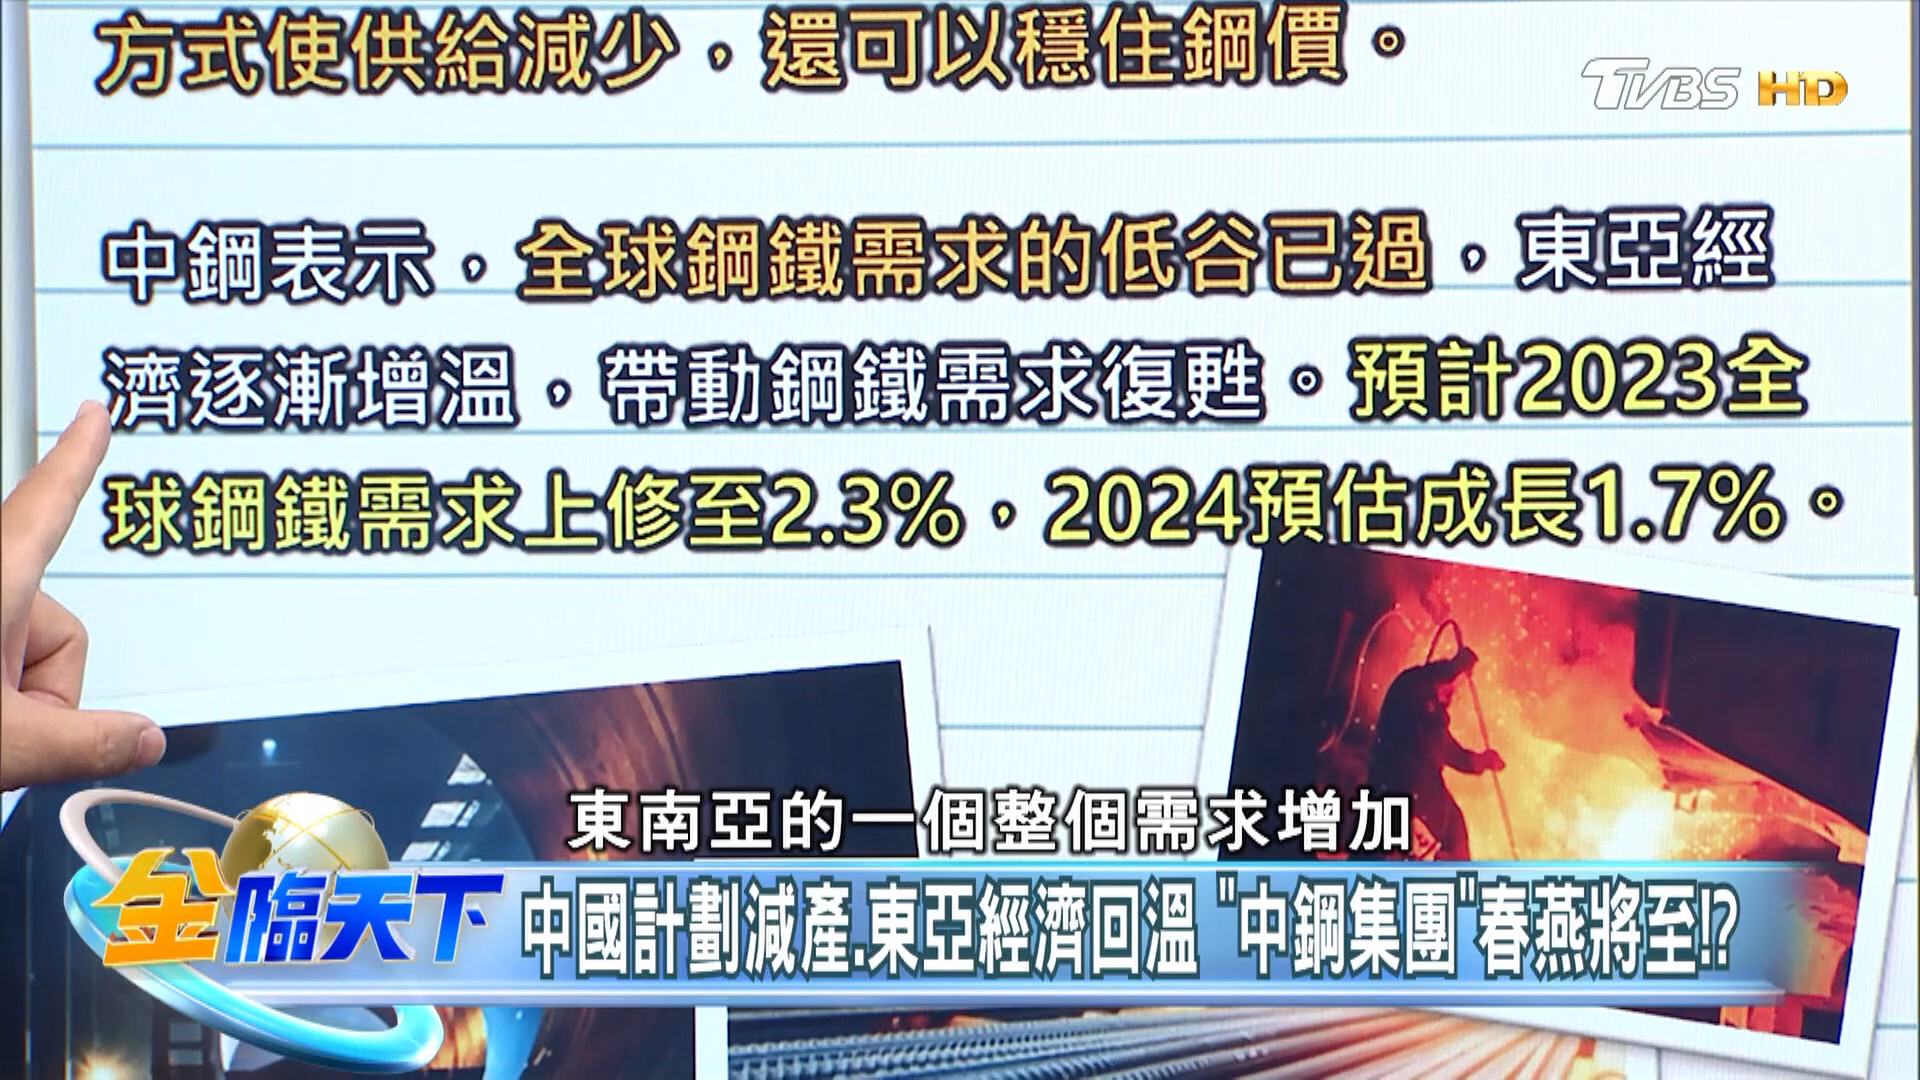 方式使供給減少，還可以穩住鋼價。
TVBS HD
中鋼表示，全球鋼鐵需求的低谷已過，東亞經
濟逐漸增溫，帶動鋼鐵需求復甦。預計2023全
球鋼鐵需求上修至2.3%，2024預估成長1.7%。
東南亞的一個整個需求增加
金臨天下
中國計劃減產.東亞經濟回溫 "中鋼集團"春燕將至!?